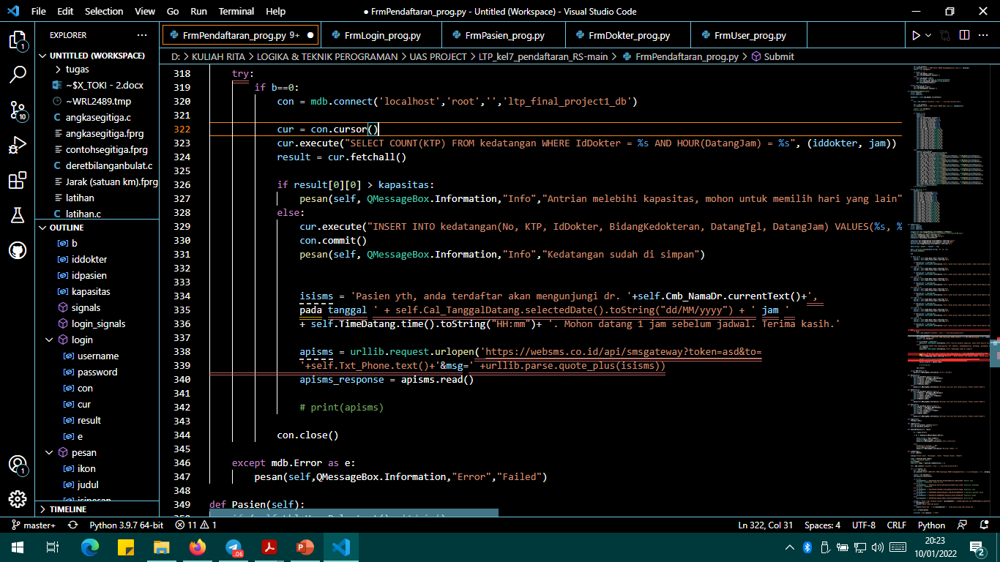 File Edit Selection View Go Run Terminal Help
● FrmPendaftaran_prog.py - Untitled (Workspace) - Visual Studio Code
EXPLORER
FrmPendaftaran_prog.py 9+ FrmLogin_prog.py FrmPasien_prog.py FrmDokter_prog.py FrmUser_prog.py
D: > KULIAH RITA > LOGIKA & TEKNIK PEROGRAMAN > UAS PROJECT > LTP_kel7_pendaftaran_RS-main > FrmPendaftaran_prog.py > Submit
UNTITLED (WORKSPACE)
tugas
~$X_TOKI - 2.docx
~WRL2489.tmp
angkasegitiga.c
angkasegitiga.fprg
contohsegitiga.fprg
deretbilanganbulat.c
Jarak (satuan km).fprg
latihan
latihan.c
OUTLINE
b
iddokter
idpasien
kapasitas
signals
login_signals
login
username
password
con
cur
result
e
pesan
ikon
judul
TIMELINE
318 try:
319 if b==0:
320 con = mdb.connect('localhost','root','','ltp_final_project1_db')
321
322 cur = con.cursor()
323 cur.execute("SELECT COUNT(KTP) FROM kedatangan WHERE IdDokter = %s AND HOUR(DatangJam) = %s", (iddokter, jam))
324 result = cur.fetchall()
325
326 if result[0][0] > kapasitas:
327 pesan(self, QMessageBox.Information,"Info","Antrian melebihi kapasitas, mohon untuk memilih hari yang lain"
328 else:
329 cur.execute("INSERT INTO kedatangan(No, KTP, IdDokter, BidangKedokteran, DatangTgl, DatangJam) VALUES(%s, %
330 con.commit()
331 pesan(self, QMessageBox.Information,"Info","Kedatangan sudah di simpan")
332
333
334 isisms = 'Pasien yth, anda terdaftar akan mengunjungi dr. '+self.Cmb_NamaDr.currentText()+',
335 pada tanggal ' + self.Cal_TanggalDatang.selectedDate().toString("dd/MM/yyyy") + ' jam '
336 + self.TimeDatang.time().toString("HH:mm")+ '. Mohon datang 1 jam sebelum jadwal. Terima kasih.'
337
338 apisms = urllib.request.urlopen('https://websms.co.id/api/smsgateway?token=asd&to=
339 '+self.Txt_Phone.text()+'&msg=' +urllib.parse.quote_plus(isisms))
340 apisms_response = apisms.read()
341
342 # print(apisms)
343
344 con.close()
345
346 except mdb.Error as e:
347 pesan(self,QMessageBox.Information,"Error","Failed")
348
349 def Pasien(self):
master+ Python 3.9.7 64-bit 11 1 Ln 322, Col 31 Spaces: 4 UTF-8 CRLF Python
20:23
10/01/2022